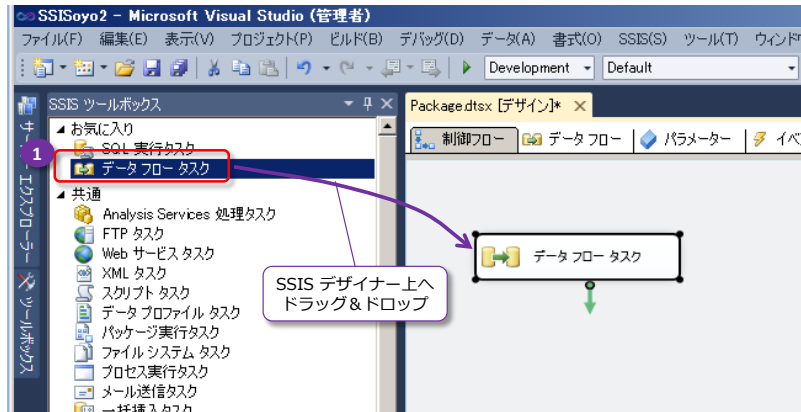 SSISoyo2 - Microsoft Visual Studio (管理者)
ファイル(F) 編集(E) 表示(V) プロジェクト(P) ビルド(B) デバッグ(D) データ(A) 書式(O) SSIS(S) ツール(T) ウィンドウ
Development Default
SSIS ツールボックス
Package.dtsx [デザイン]*
お気に入り
制御フロー データ フロー パラメーター イベ
SQL 実行タスク
1
データ フロー タスク
共通
Analysis Services 処理タスク
FTP タスク
Web サービス タスク
XML タスク
スクリプト タスク
データ プロファイル タスク
パッケージ実行タスク
ファイル システム タスク
プロセス実行タスク
メール送信タスク
一括挿入タスク
データ フロー タスク
SSIS デザイナー上へ
ドラッグ＆ドロップ
サーバー エクスプローラー
ツールボックス